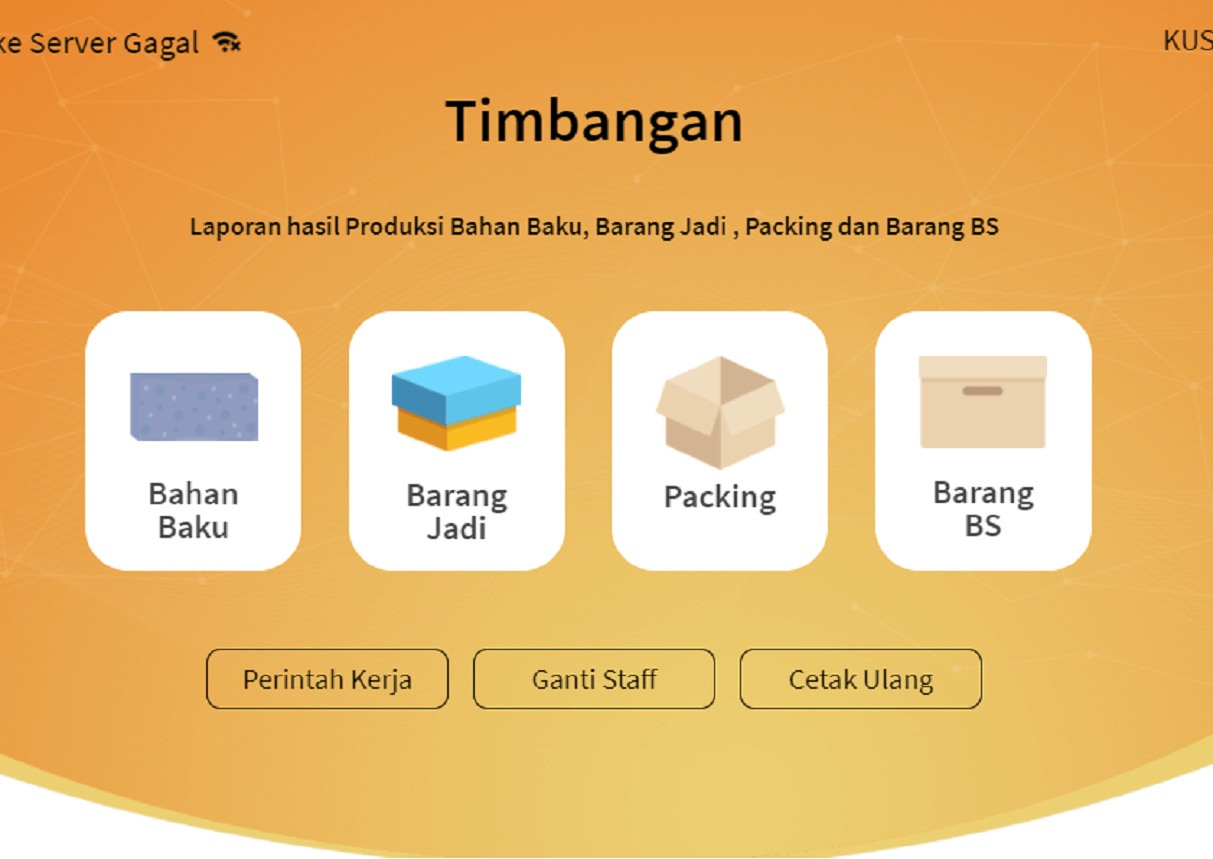 ke Server Gagal
KUS
Timbangan
Laporan hasil Produksi Bahan Baku, Barang Jadi , Packing dan Barang BS
Bahan
Baku
Barang
Jadi
Packing
Barang
BS
Perintah Kerja
Ganti Staff
Cetak Ulang